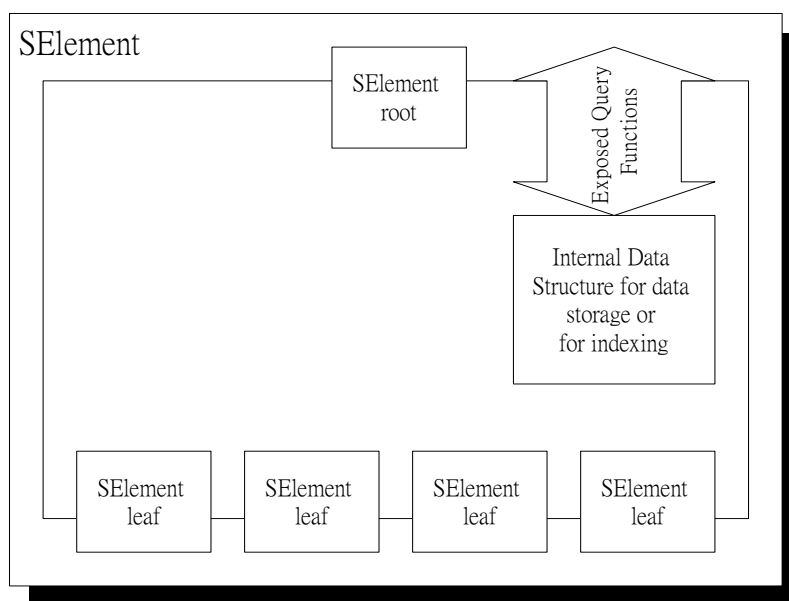 SElement
SElement
root
Exposed Query
Functions
Internal Data
Structure for data
storage or
for indexing
SElement
leaf
SElement
leaf
SElement
leaf
SElement
leaf